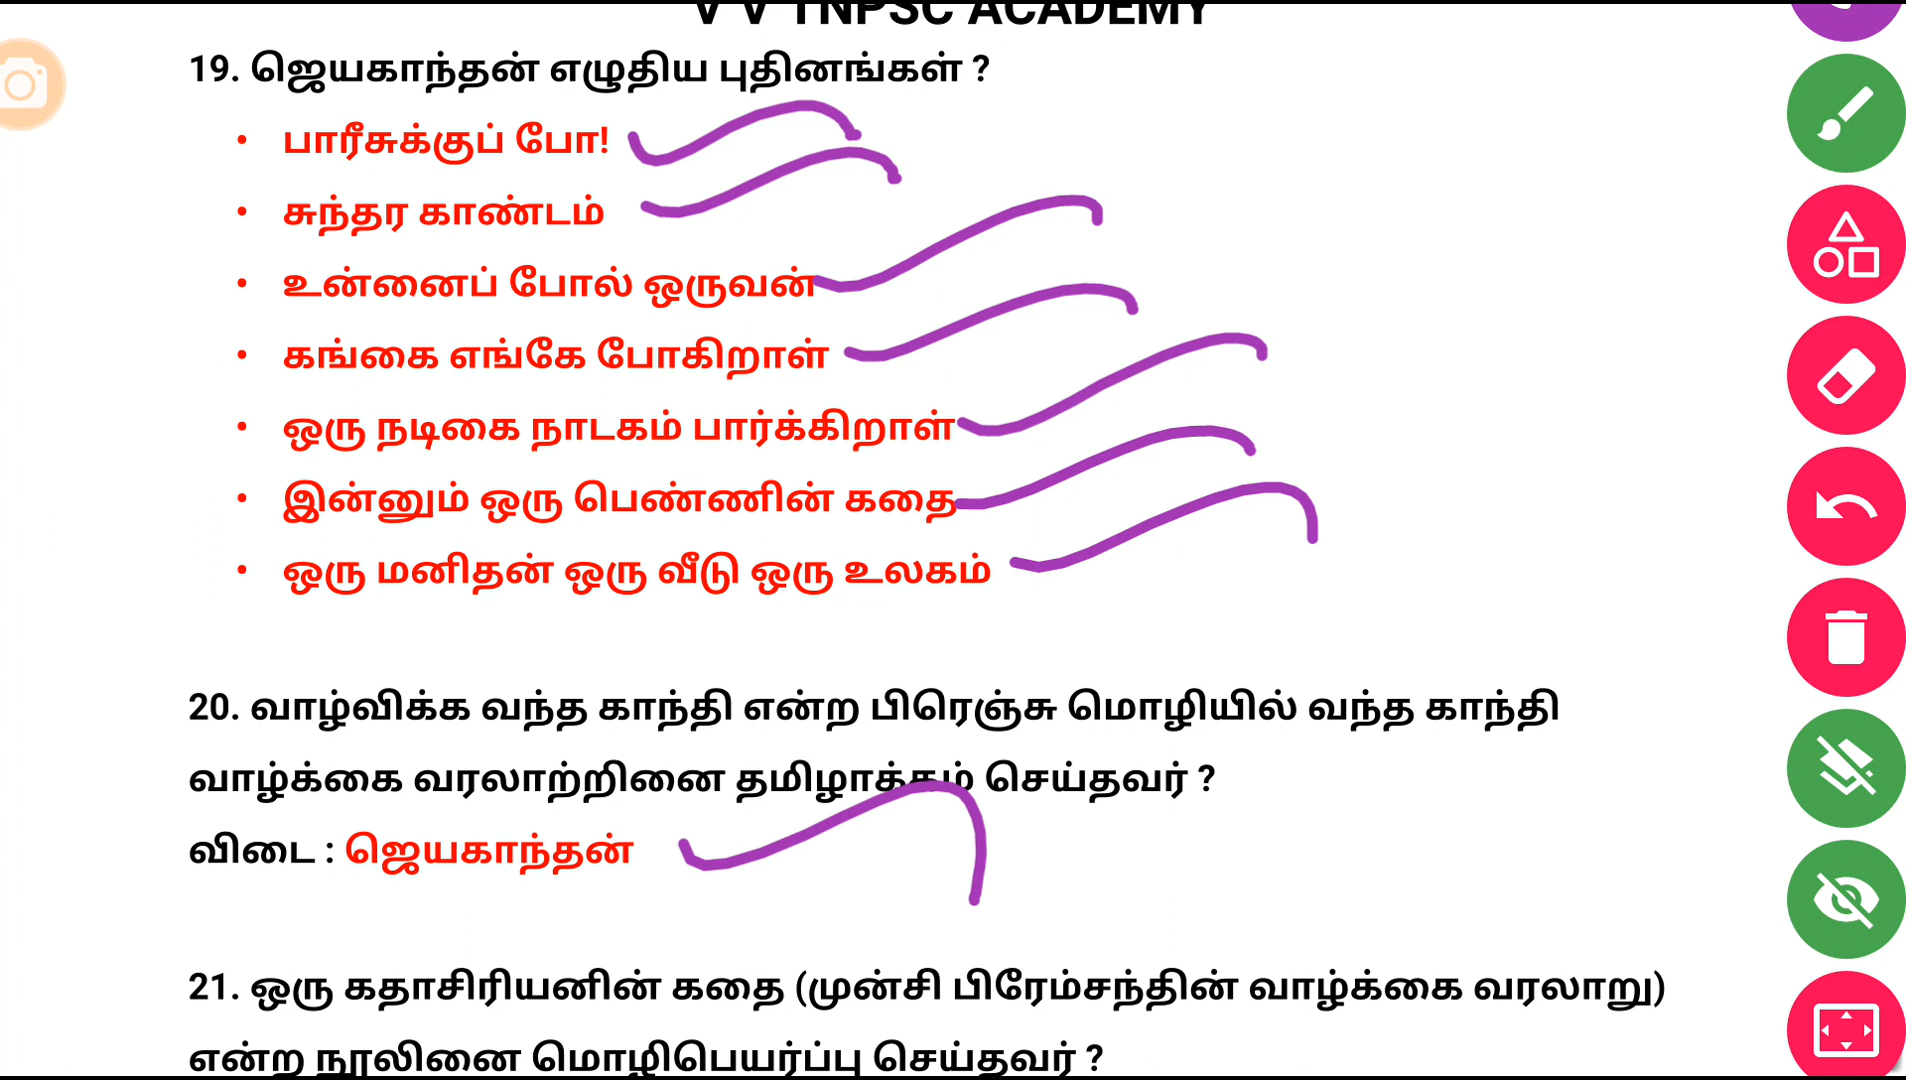 V V TNPSC ACADEMY
19. ஜெயகாந்தன் எழுதிய புதினங்கள் ?
• பாரீசுக்குப் போ!
• சுந்தர காண்டம்
• உன்னைப் போல் ஒருவன்
• கங்கை எங்கே போகிறாள்
• ஒரு நடிகை நாடகம் பார்க்கிறாள்
• இன்னும் ஒரு பெண்ணின் கதை
• ஒரு மனிதன் ஒரு வீடு ஒரு உலகம்
20. வாழ்விக்க வந்த காந்தி என்ற பிரெஞ்சு மொழியில் வந்த காந்தி
வாழ்க்கை வரலாற்றினை தமிழாக்கம் செய்தவர் ?
விடை : ஜெயகாந்தன்
21. ஒரு கதாசிரியனின் கதை (முன்சி பிரேம்சந்தின் வாழ்க்கை வரலாறு)
என்ற நூலினை மொழிபெயர்ப்பு செய்தவர் ?